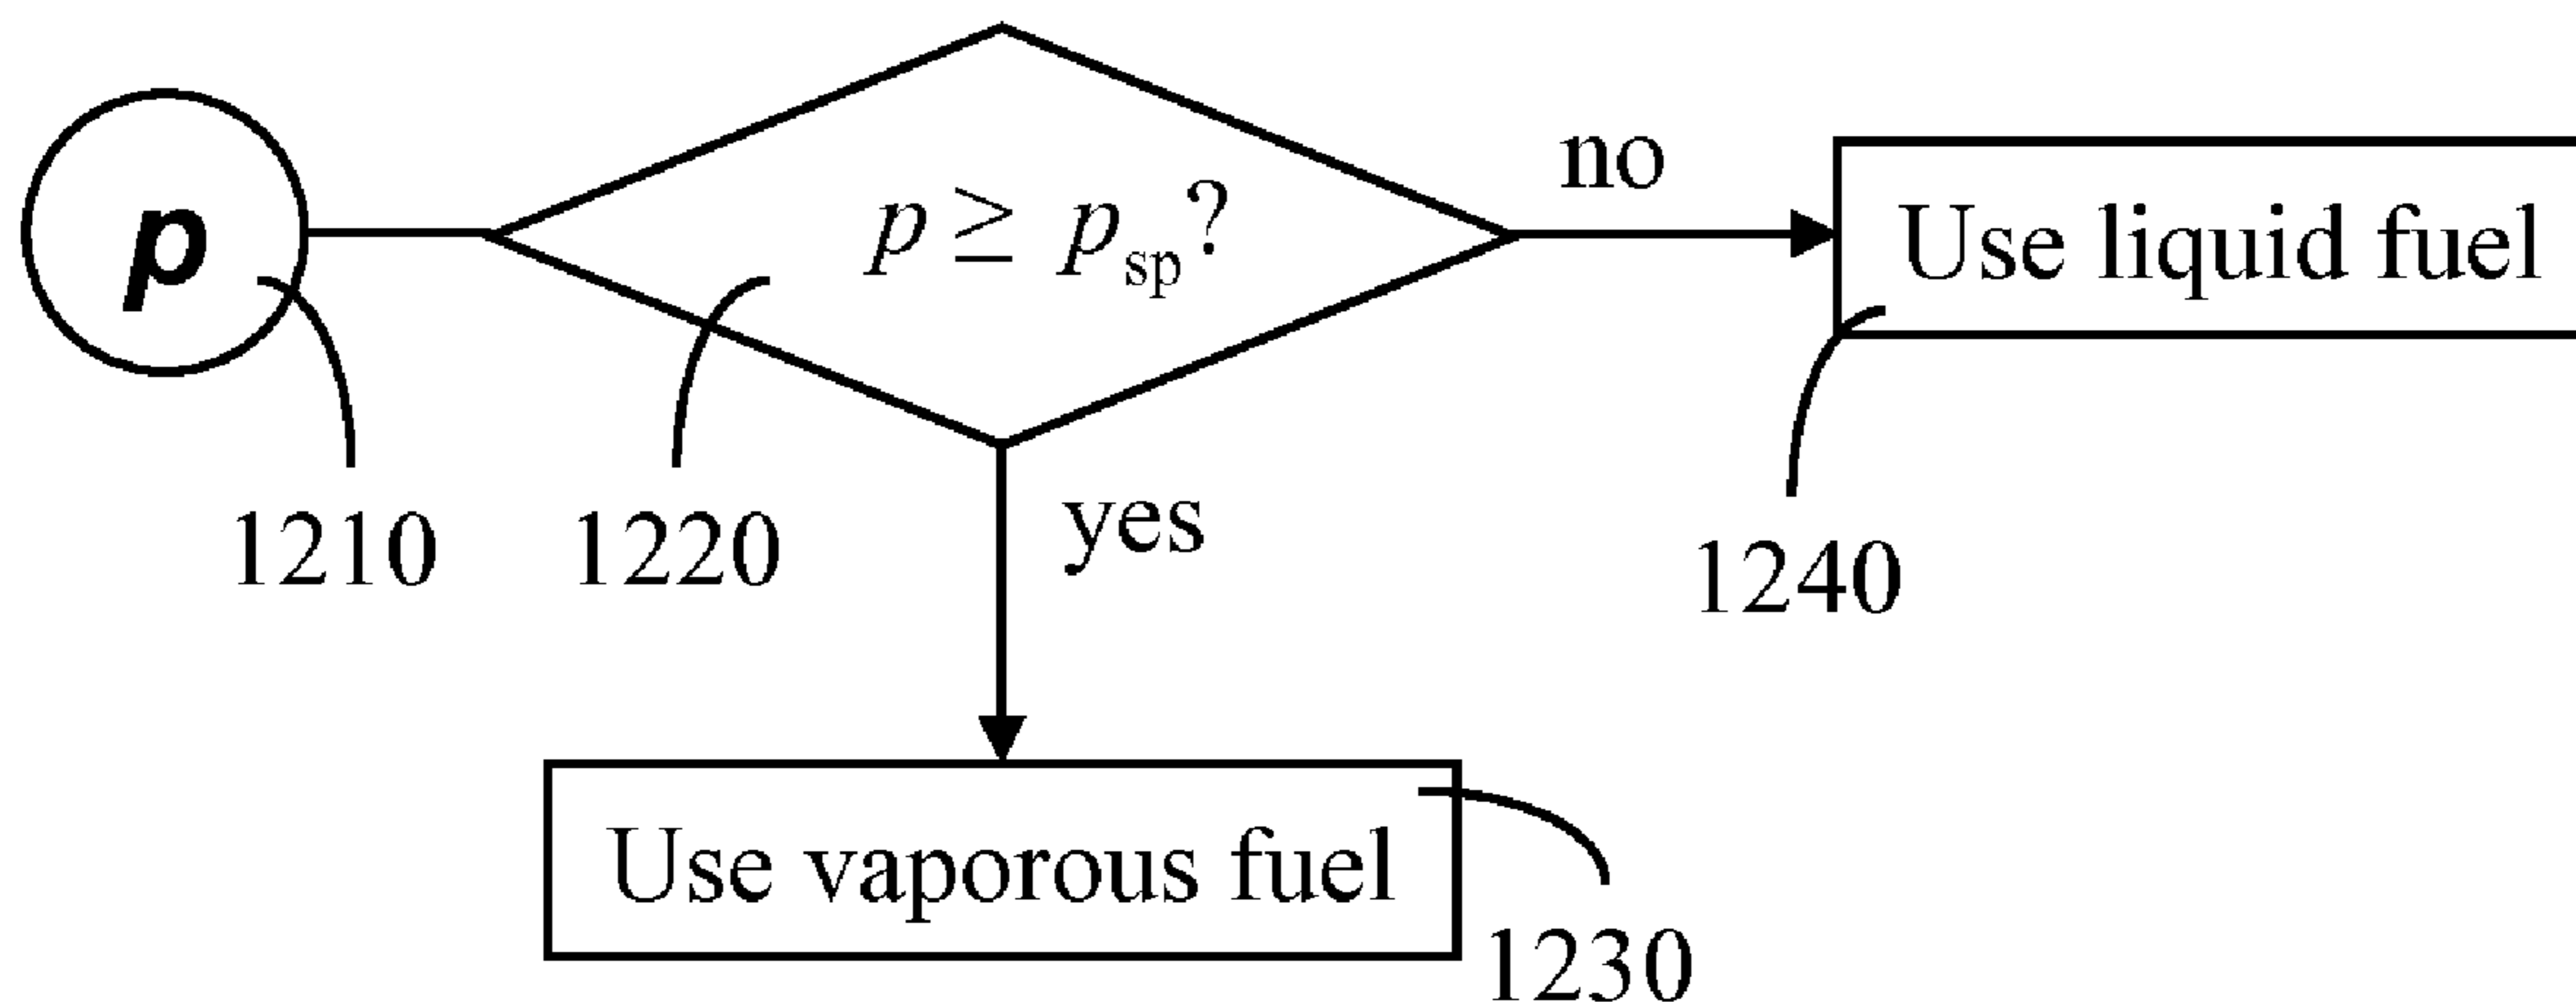 p
p ≥ p_sp?
no
Use liquid fuel
1210
1220
yes
1240
Use vaporous fuel
1230